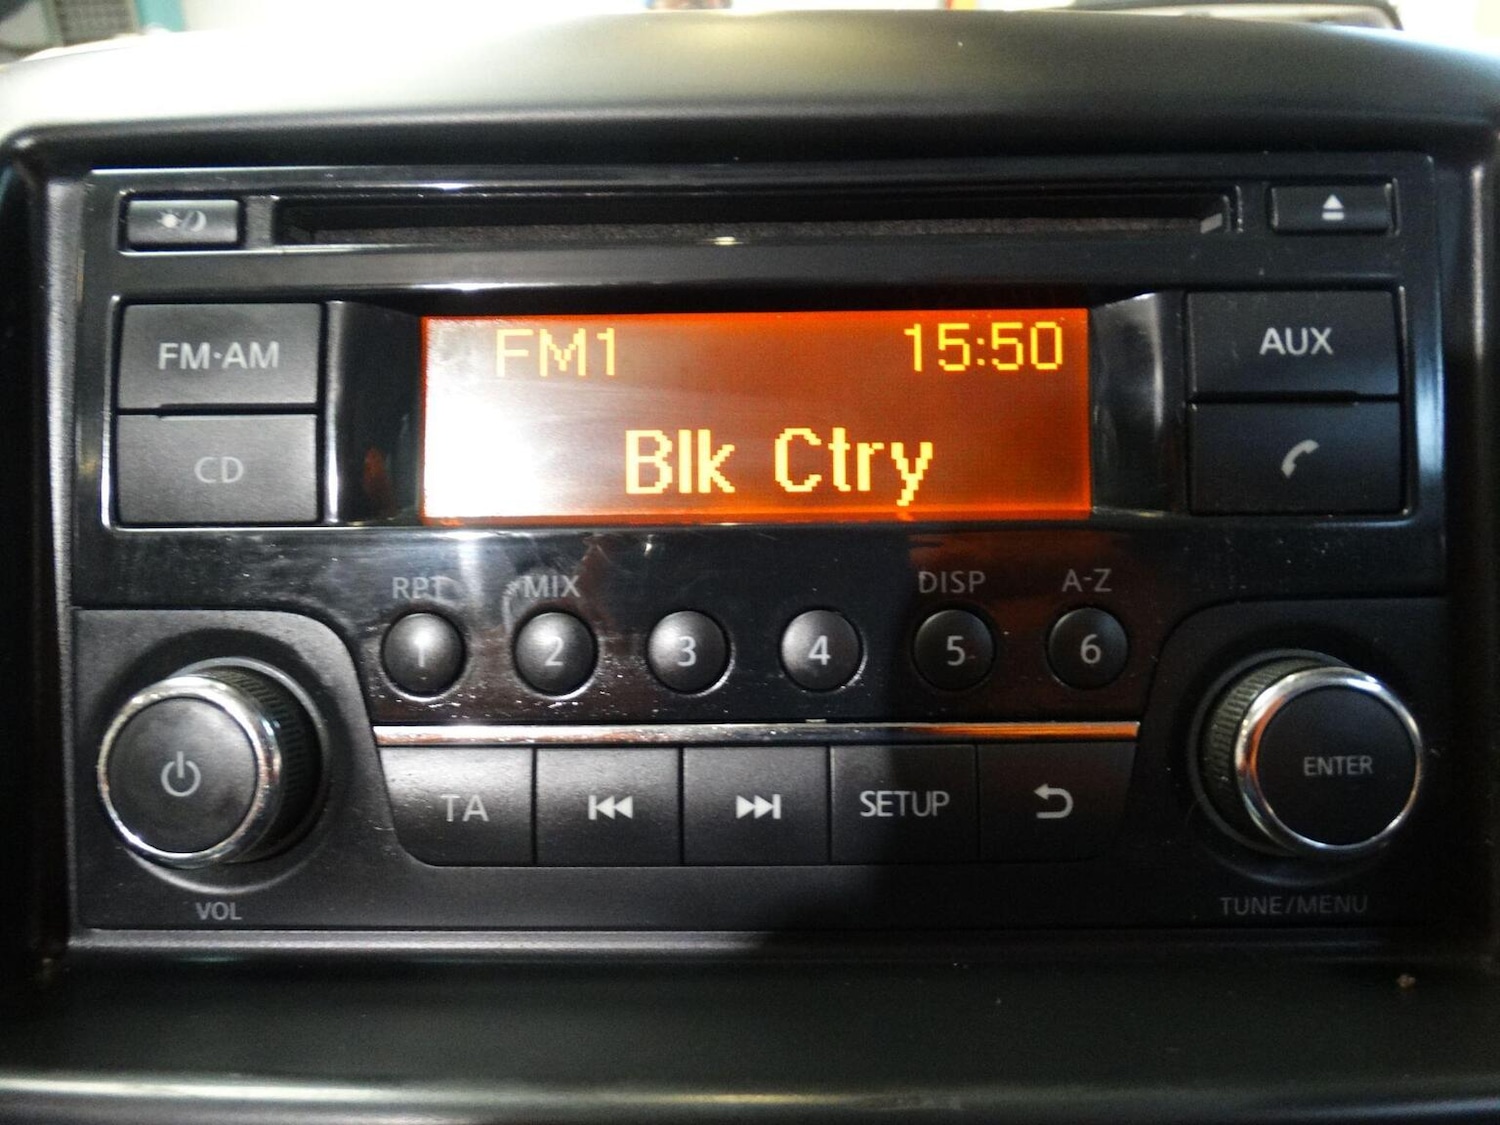 FM·AM
CD
FM1
15:50
Blk Ctry
AUX
RPT
MIX
DISP
A-Z
1
2
3
4
5
6
TA
SETUP
ENTER
VOL
TUNE/MENU